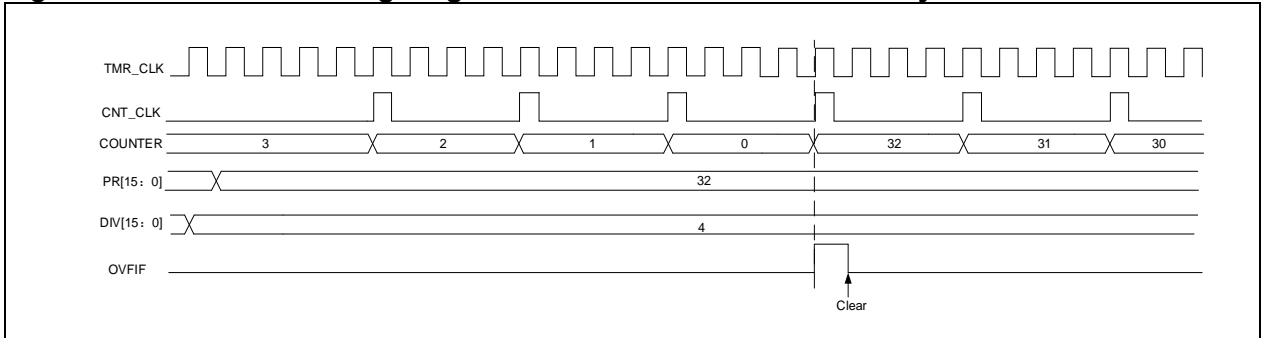 TMR_CLK
CNT_CLK
COUNTER 3 2 1 0 32 31 30
PR[15：0] 32
DIV[15：0] 4
OVFIF
Clear